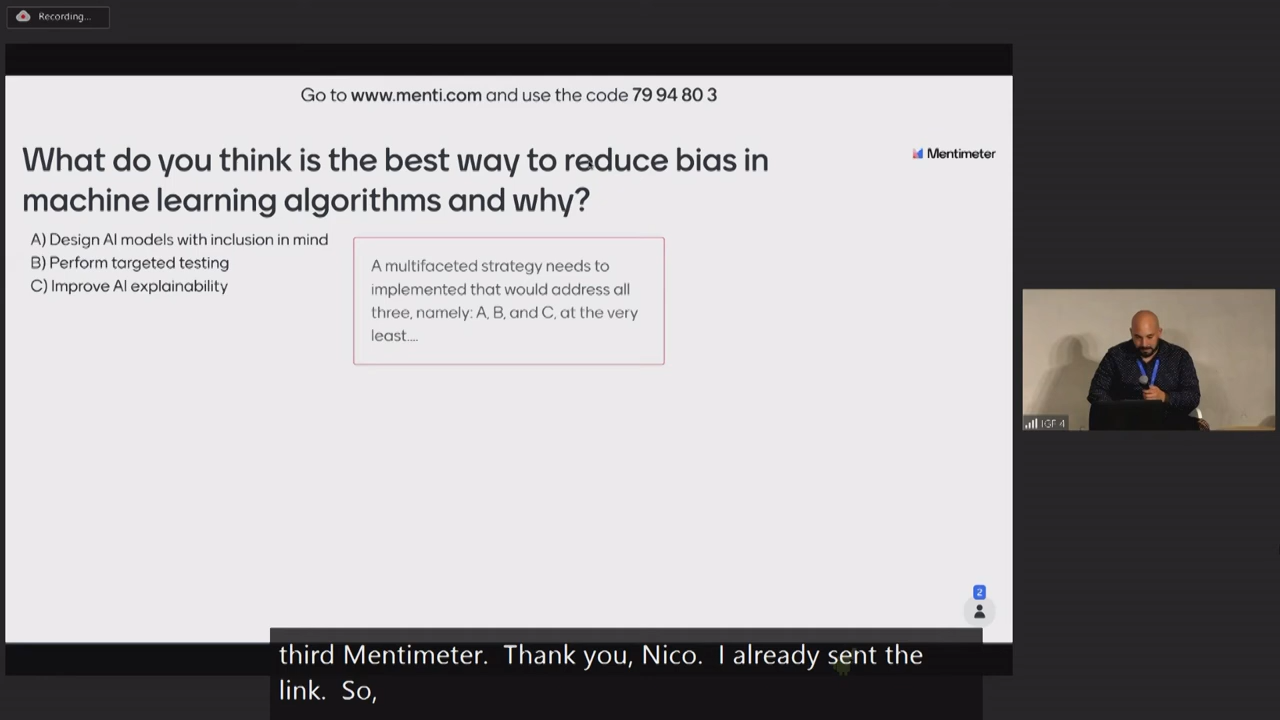 Recording...
Go to www.menti.com and use the code 79 94 80 3
What do you think is the best way to reduce bias in
machine learning algorithms and why?
Mentimeter
A) Design AI models with inclusion in mind
B) Perform targeted testing
C) Improve AI explainability
A multifaceted strategy needs to
implemented that would address all
three, namely: A, B, and C, at the very
least....
IGF 4
2
third Mentimeter. Thank you, Nico. I already sent the
link. So,